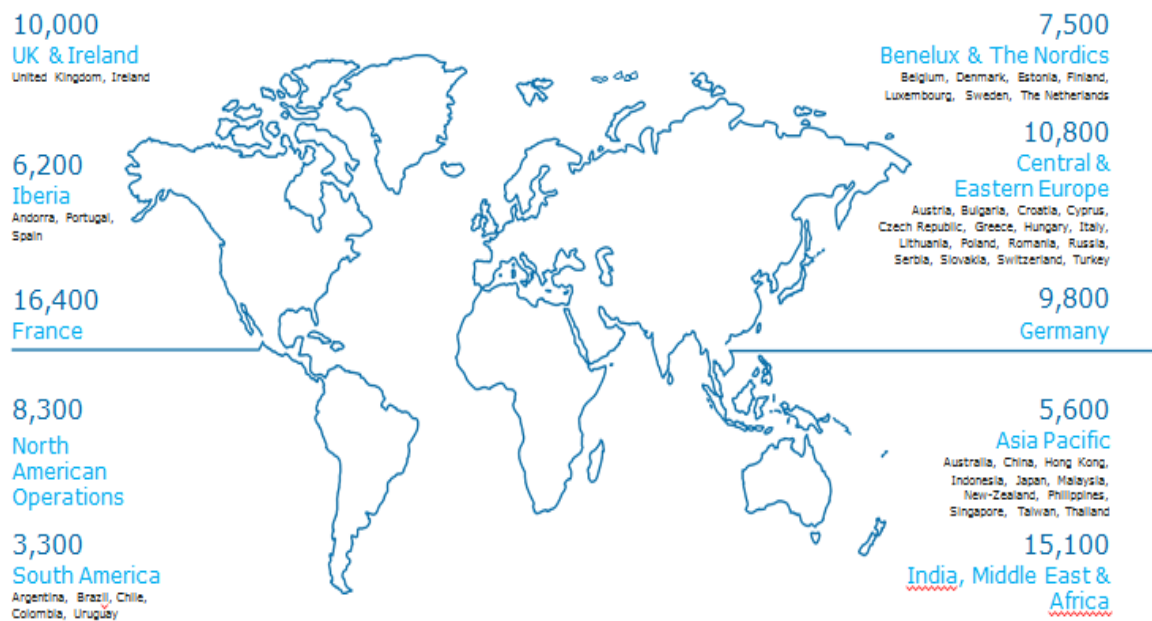 10,000
UK & Ireland
United Kingdom, Ireland
6,200
Iberia
Andorra, Portugal,
Spain
16,400
France
8,300
North
American
Operations
3,300
South America
Argentina, Brazil, Chile,
Colombia, Uruguay
7,500
Benelux & The Nordics
Belgium, Denmark, Estonia, Finland,
Luxembourg, Sweden, The Netherlands
10,800
Central &
Eastern Europe
Austria, Bulgaria, Croatia, Cyprus,
Czech Republic, Greece, Hungary, Italy,
Lithuania, Poland, Romania, Russia,
Serbia, Slovakia, Switzerland, Turkey
9,800
Germany
5,600
Asia Pacific
Australia, China, Hong Kong,
Indonesia, Japan, Malaysia,
New-Zealand, Philippines,
Singapore, Taiwan, Thailand
15,100
India, Middle East &
Africa